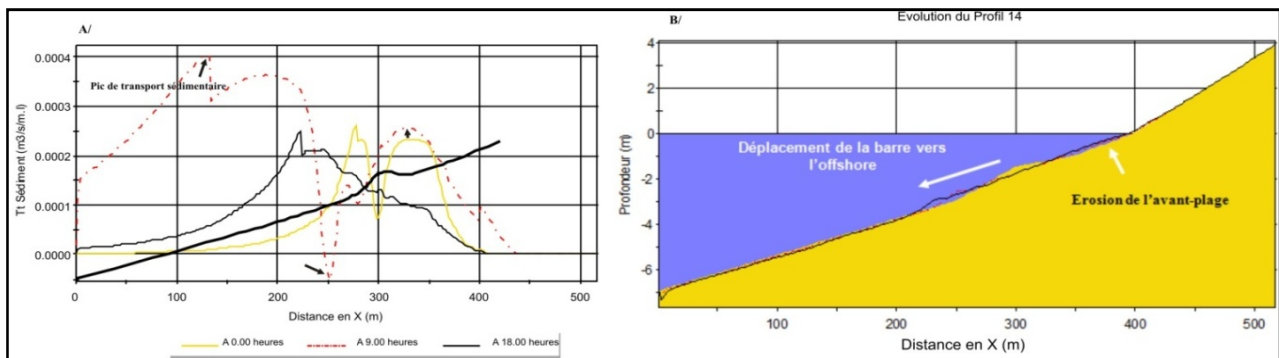 A/
0.0004
0.0003
0.0002
0.0001
0.0000
Tt Sédiment (m3/s/m.l)
Pic de transport sédimentaire
0 100 200 300 400 500
Distance en X (m)
A 0.00 heures A 9.00 heures A 18.00 heures
B/
Evolution du Profil 14
4
2
0
-2
-4
-6
Profondeur (m)
Déplacement de la barre vers
l'offshore
Erosion de l'avant-plage
100 200 300 400 500
Distance en X (m)